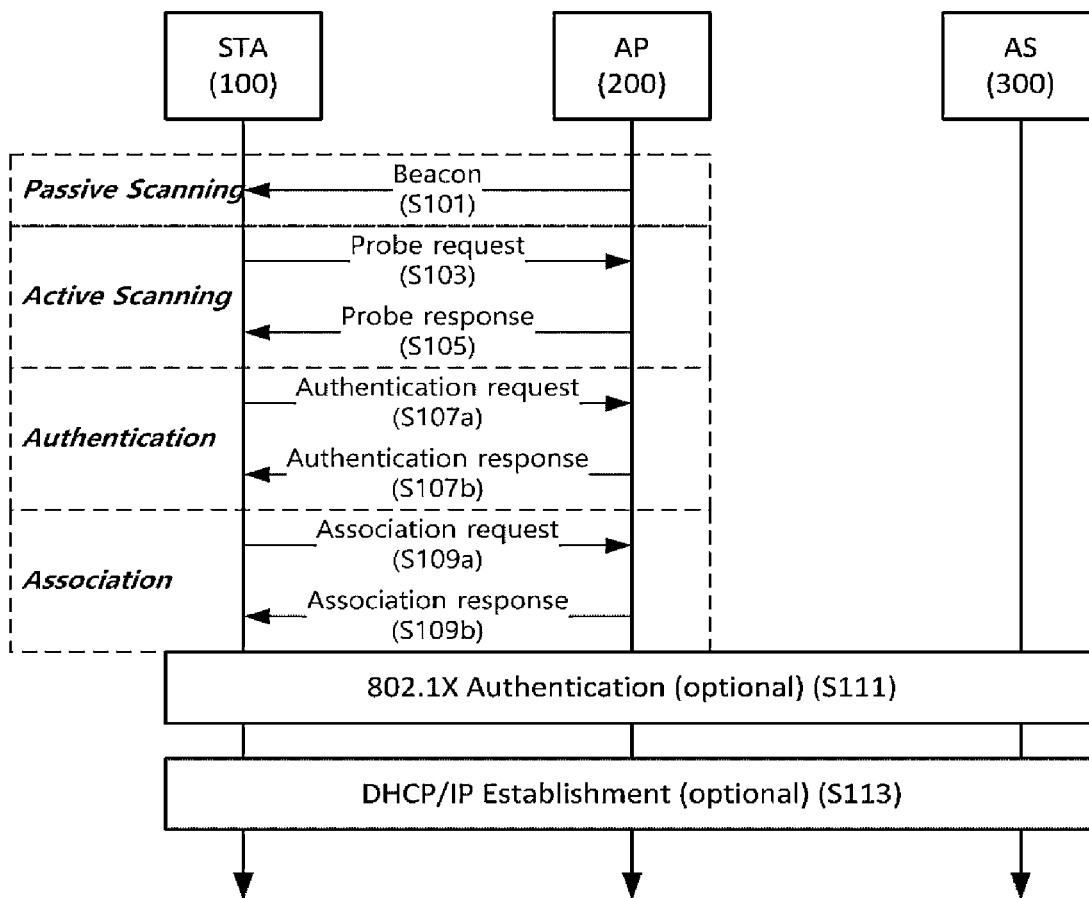 STA
(100)
AP
(200)
AS
(300)
Passive Scanning
Beacon
(S101)
Active Scanning
Probe request
(S103)
Probe response
(S105)
Authentication
Authentication request
(S107a)
Authentication response
(S107b)
Association
Association request
(S109a)
Association response
(S109b)
802.1X Authentication (optional) (S111)
DHCP/IP Establishment (optional) (S113)